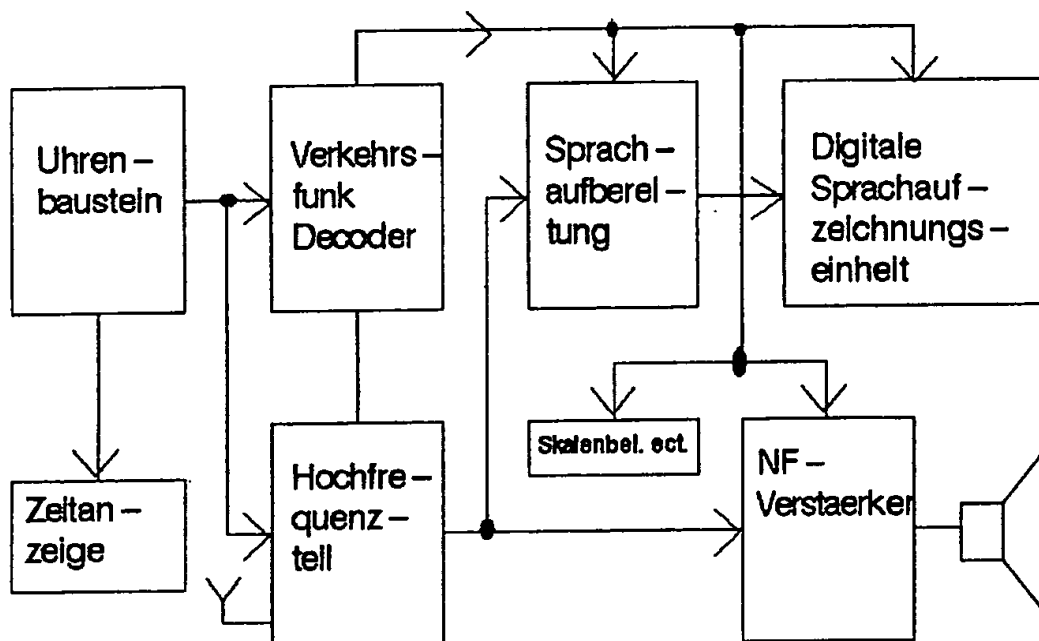 Uhren –
baustein
Verkehrs –
funk
Decoder
Sprach –
aufberei –
tung
Digitale
Sprachauf –
zeichnungs –
einheit
Zeitan –
zeige
Hochfre –
quenz –
teil
Skalenbel. ect.
NF –
Verstaerker